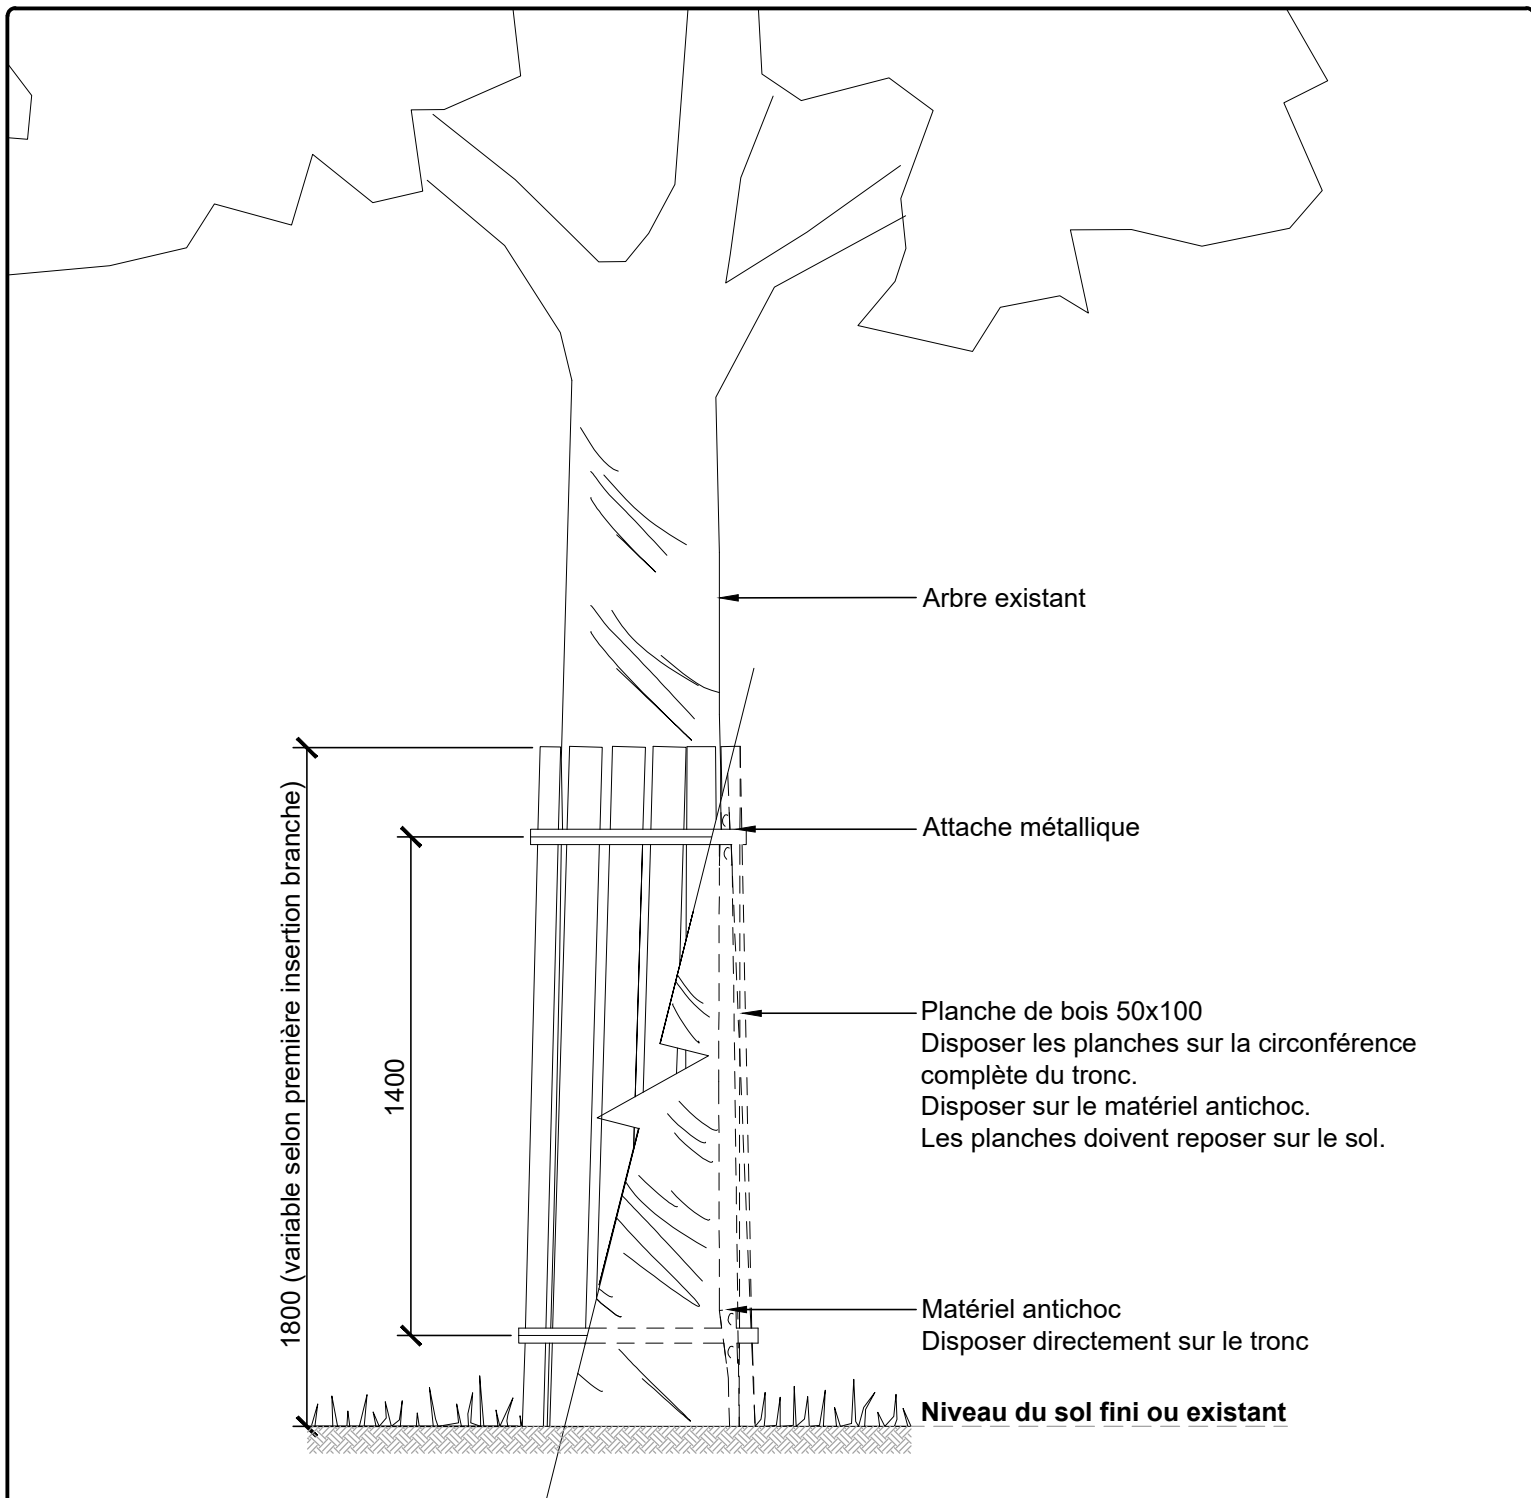 Arbre existant
1800 (variable selon première insertion branche)
Attache métallique
1400
Planche de bois 50x100
Disposer les planches sur la circonférence
complète du tronc.
Disposer sur le matériel antichoc.
Les planches doivent reposer sur le sol.
Matériel antichoc
Disposer directement sur le tronc
Niveau du sol fini ou existant